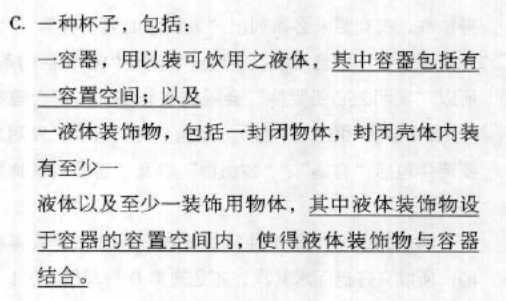 C. 一种杯子，包括：
一容器，用以装可饮用之液体，其中容器包括有
一容置空间；以及
一液体装饰物，包括一封闭物体，封闭壳体内装
有至少一
液体以及至少一装饰用物体，其中液体装饰物设
于容器的容置空间内，使得液体装饰物与容器
结合。